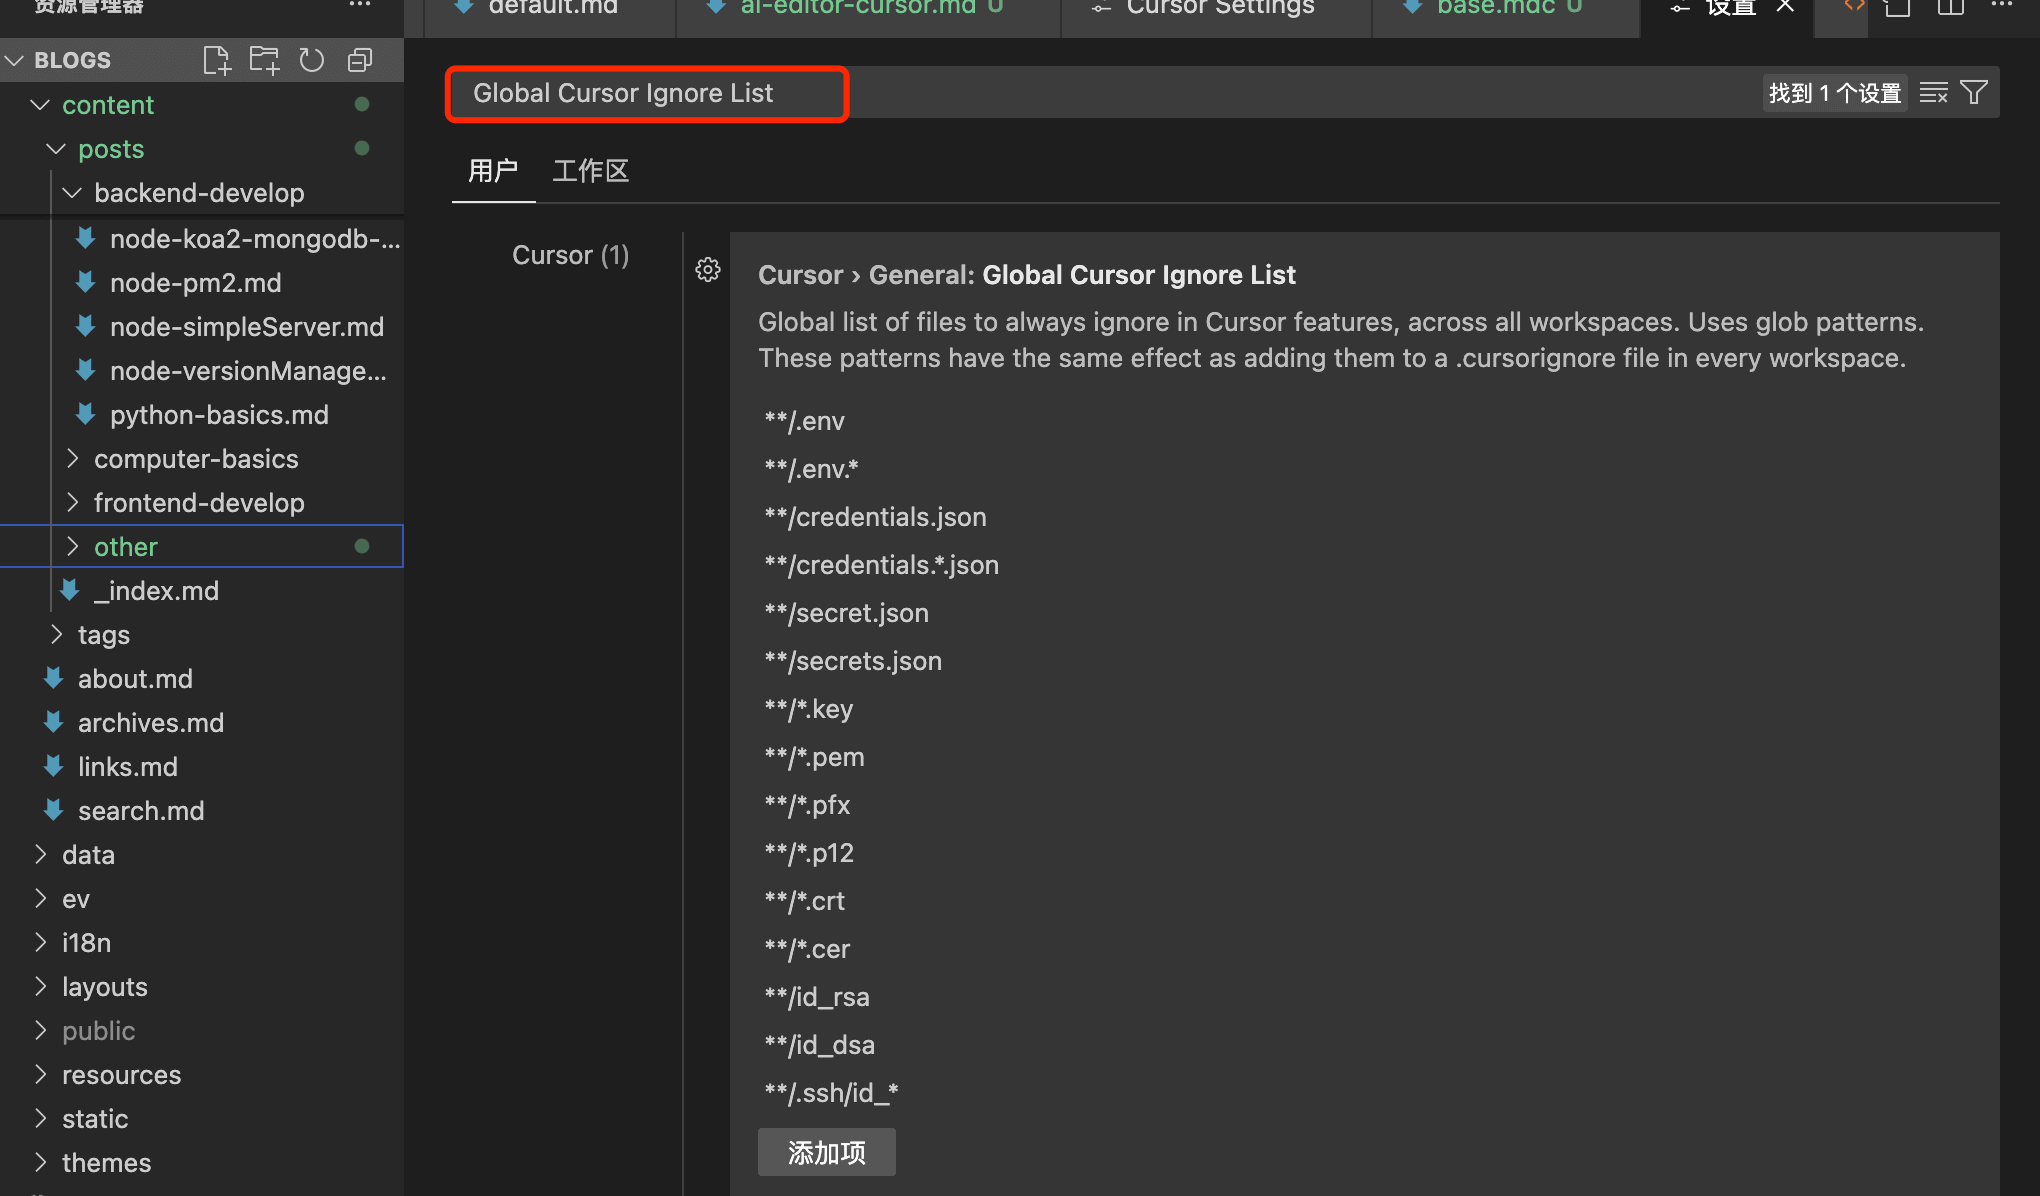 资源管理器
default.md
ai-editor-cursor.md U
Cursor Settings
base.mdc U
设置
BLOGS
content
posts
backend-develop
node-koa2-mongodb-...
node-pm2.md
node-simpleServer.md
node-versionManage...
python-basics.md
computer-basics
frontend-develop
other
_index.md
tags
about.md
archives.md
links.md
search.md
data
ev
i18n
layouts
public
resources
static
themes
Global Cursor Ignore List
找到 1 个设置
用户
工作区
Cursor (1)
Cursor › General: Global Cursor Ignore List
Global list of files to always ignore in Cursor features, across all workspaces. Uses glob patterns.
These patterns have the same effect as adding them to a .cursorignore file in every workspace.
**/.env
**/.env.*
**/credentials.json
**/credentials.*.json
**/secret.json
**/secrets.json
**/*.key
**/*.pem
**/*.pfx
**/*.p12
**/*.crt
**/*.cer
**/id_rsa
**/id_dsa
**/.ssh/id_*
添加项